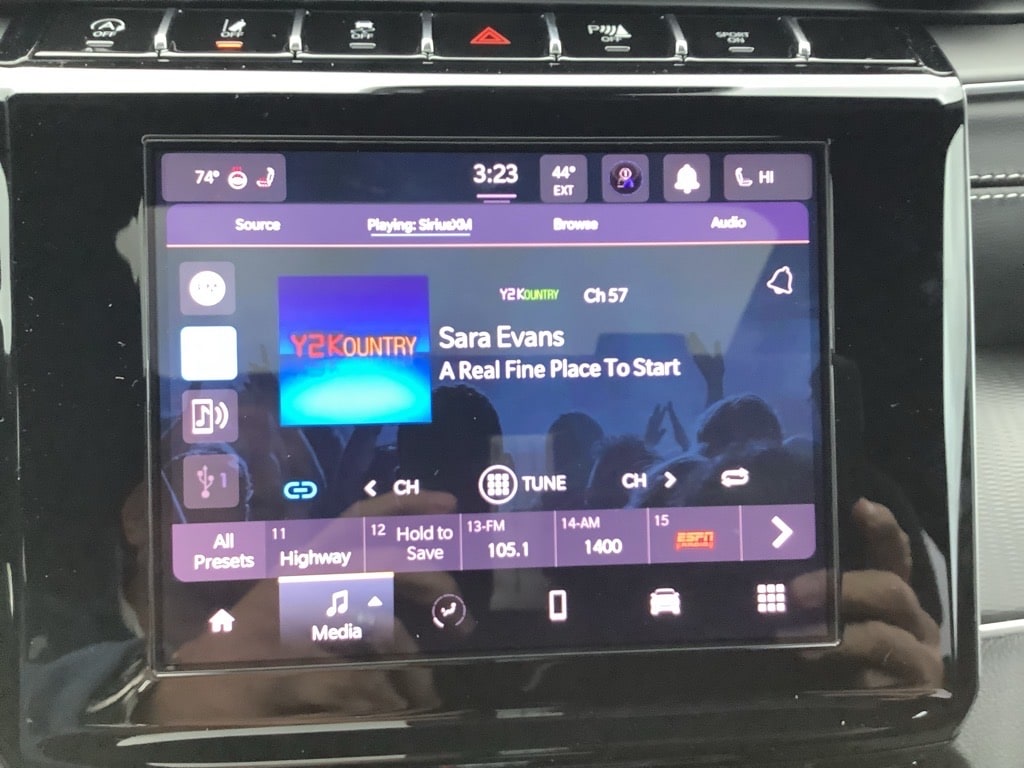 A OFF
OFF
OFF
P OFF
SPORT ON
74°
3:23
44° EXT
HI
Source
Playing: SiriusXM
Browse
Audio
Y2KOUNTRY
Ch 57
Y2KOUNTRY
Sara Evans
A Real Fine Place To Start
1
CH
TUNE
CH
All Presets
11 Highway
12 Hold to Save
13-FM 105.1
14-AM 1400
15 ESPN
Media